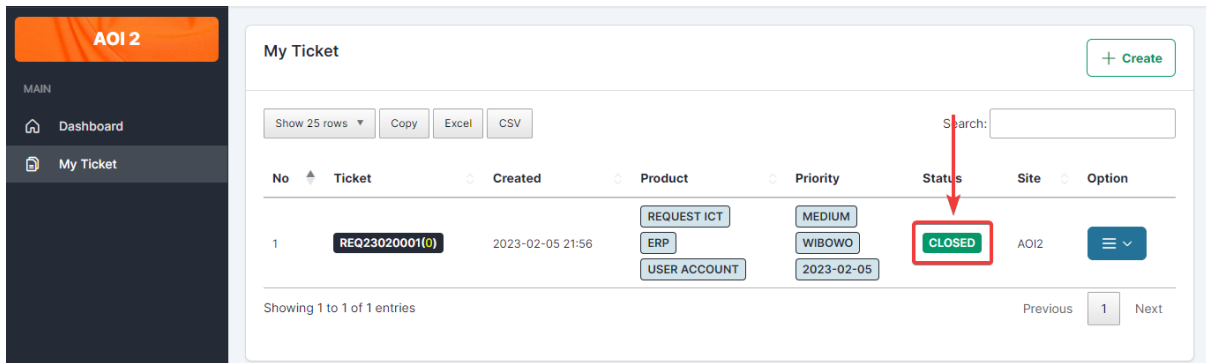 AOI 2
MAIN
Dashboard
My Ticket
My Ticket
+ Create
Show 25 rows Copy Excel CSV
Search:
No Ticket Created Product Priority Status Site Option
1 REQ23020001(0) 2023-02-05 21:56 REQUEST ICT MEDIUM CLOSED AOI2
ERP WIBOWO
USER ACCOUNT 2023-02-05
Showing 1 to 1 of 1 entries
Previous 1 Next